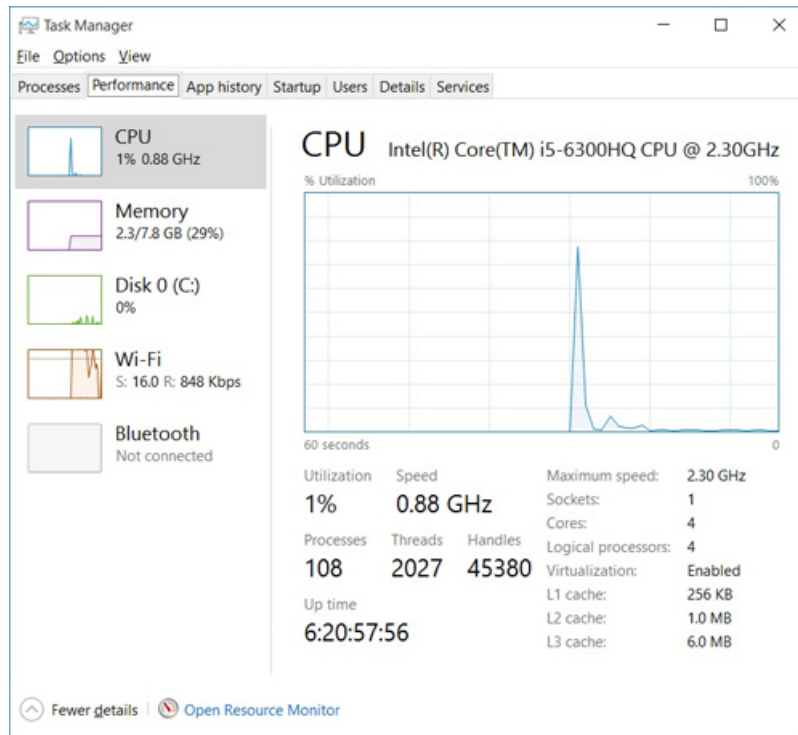 Task Manager
File Options View
Processes Performance App history Startup Users Details Services
CPU
1% 0.88 GHz
Memory
2.3/7.8 GB (29%)
Disk 0 (C:)
0%
Wi-Fi
S: 16.0 R: 848 Kbps
Bluetooth
Not connected
CPU Intel(R) Core(TM) i5-6300HQ CPU @ 2.30GHz
% Utilization 100%
60 seconds 0
Utilization Speed
1% 0.88 GHz
Processes Threads Handles
108 2027 45380
Up time
6:20:57:56
Maximum speed: 2.30 GHz
Sockets: 1
Cores: 4
Logical processors: 4
Virtualization: Enabled
L1 cache: 256 KB
L2 cache: 1.0 MB
L3 cache: 6.0 MB
Fewer details Open Resource Monitor